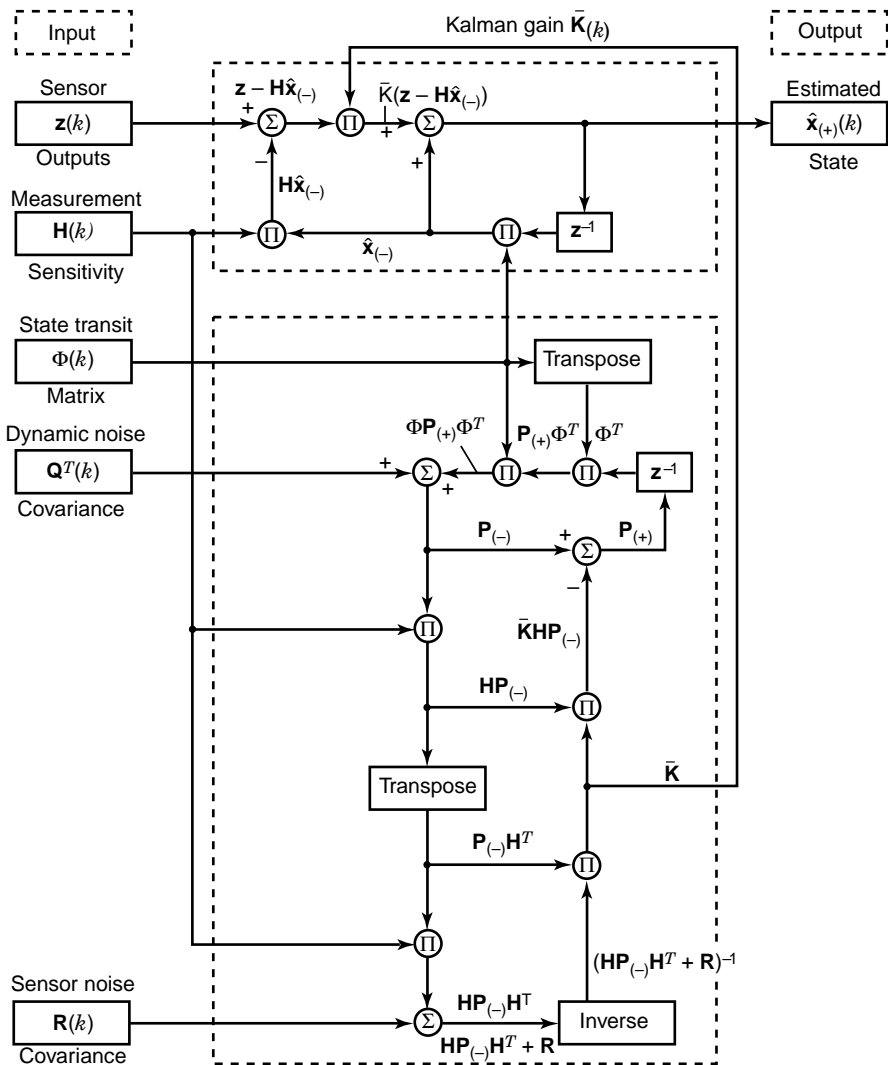 Input
Kalman gain K̄(k)
Output
Sensor
z(k)
Outputs
z – Hx̂(–)
+
Σ
Π
K̄(z – Hx̂(–))
+
Σ
Estimated
x̂(+)(k)
State
–
+
Hx̂(–)
Measurement
H(k)
Sensitivity
Π
x̂(–)
Π
z–1
State transit
Φ(k)
Matrix
Transpose
Dynamic noise
QT(k)
Covariance
ΦP(+)ΦT
P(+)ΦT
ΦT
+
Σ
+
Π
Π
z–1
P(–)
+
Σ
P(+)
–
Π
K̄HP(–)
HP(–)
Π
Transpose
K̄
P(–)HT
Π
Π
(HP(–)HT + R)–1
Sensor noise
R(k)
Covariance
Σ
HP(–)HT
HP(–)HT + R
Inverse